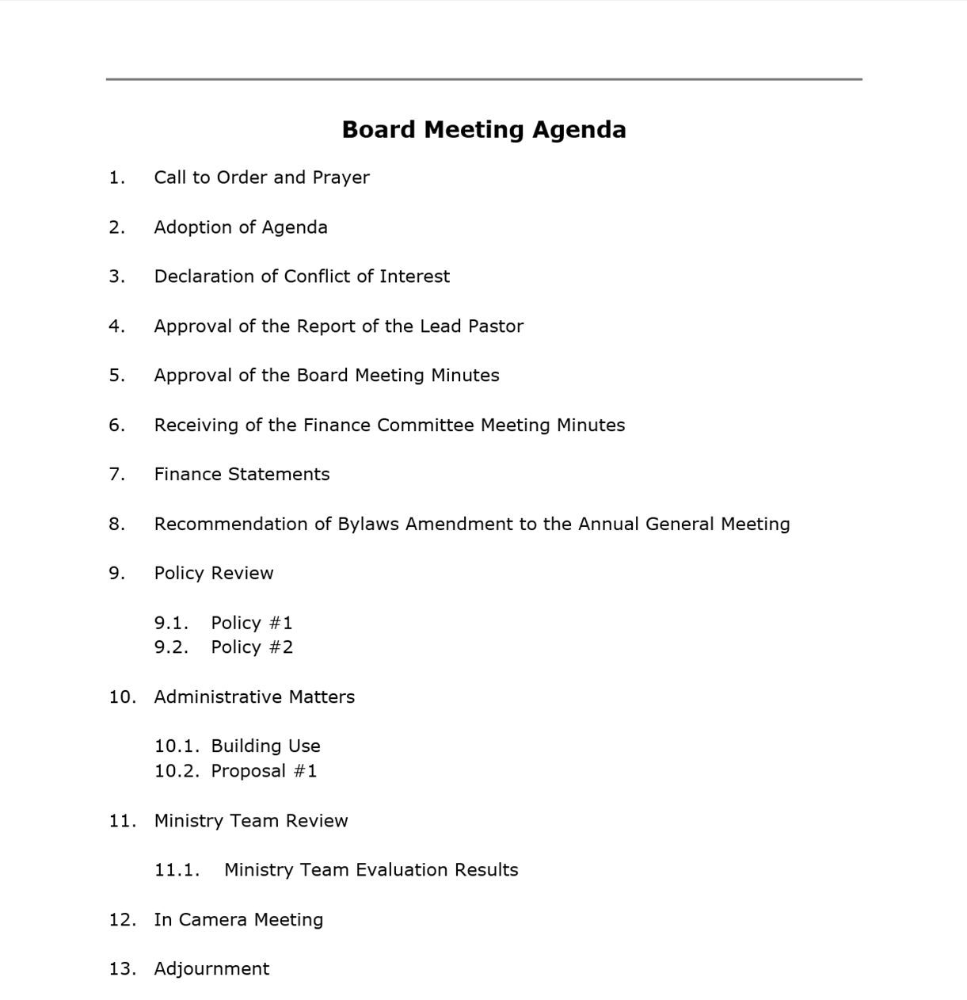 Board Meeting Agenda
1. Call to Order and Prayer
2. Adoption of Agenda
3. Declaration of Conflict of Interest
4. Approval of the Report of the Lead Pastor
5. Approval of the Board Meeting Minutes
6. Receiving of the Finance Committee Meeting Minutes
7. Finance Statements
8. Recommendation of Bylaws Amendment to the Annual General Meeting
9. Policy Review
9.1. Policy #1
9.2. Policy #2
10. Administrative Matters
10.1. Building Use
10.2. Proposal #1
11. Ministry Team Review
11.1. Ministry Team Evaluation Results
12. In Camera Meeting
13. Adjournment